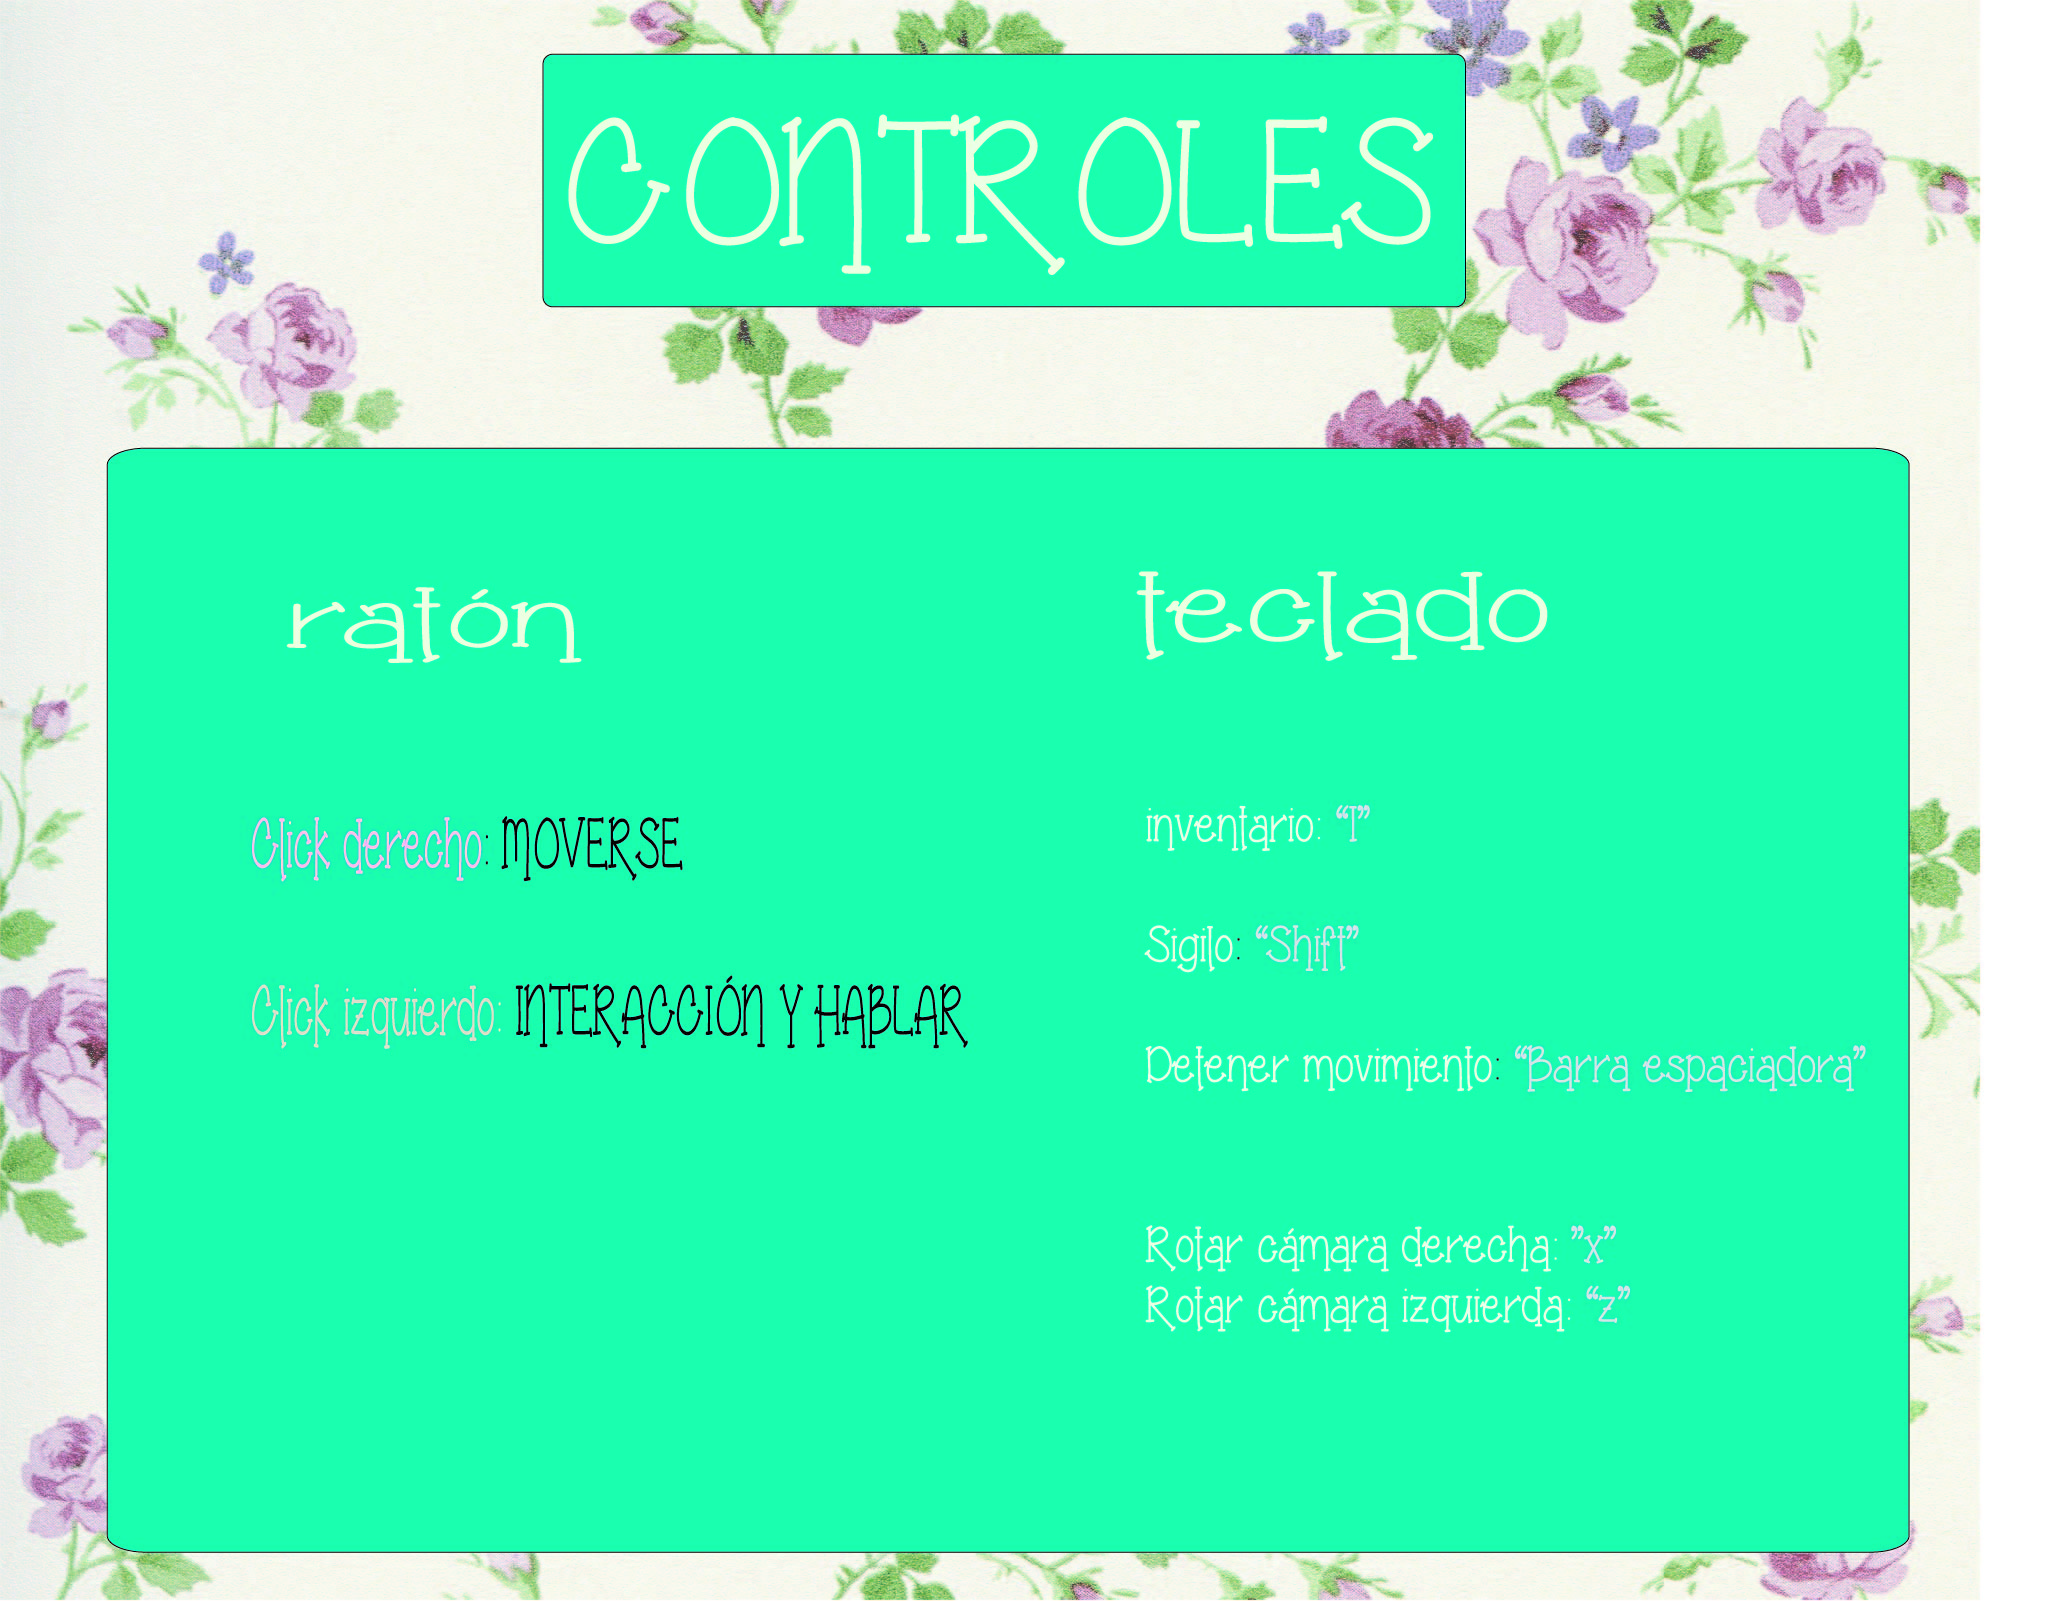 CONTROLES
ratón
Click derecho: MOVERSE
Click izquierdo: INTERACCIÓN Y HABLAR
teclado
inventario: “I”
Sigilo: “Shift”
Detener movimiento: “Barra espaciadora”
Rotar cámara derecha: ”x”
Rotar cámara izquierda: “z”